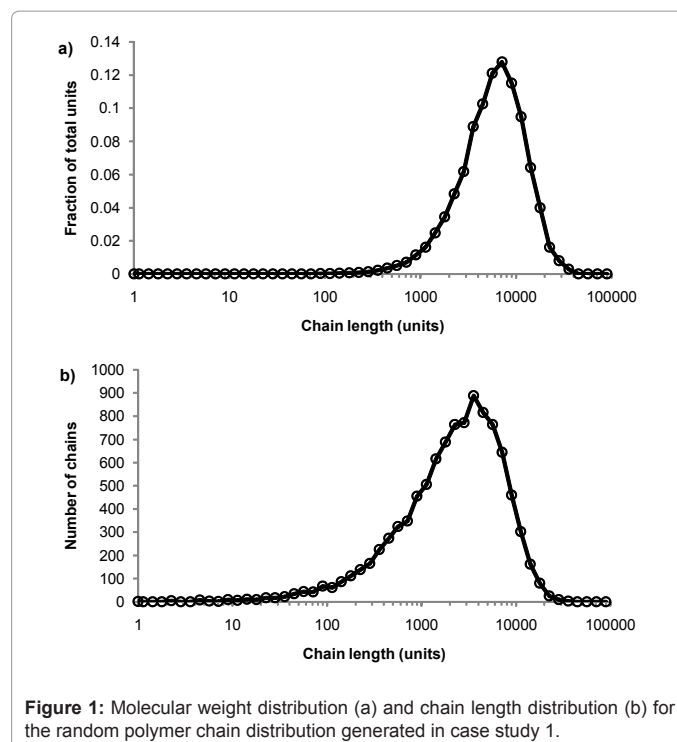 a)
0.14
0.12
0.1
0.08
0.06
0.04
0.02
0
Fraction of total units
1 10 100 1000 10000 100000
Chain length (units)
b)
1000
900
800
700
600
500
400
300
200
100
0
Number of chains
1 10 100 1000 10000 100000
Chain length (units)
Figure 1: Molecular weight distribution (a) and chain length distribution (b) for
the random polymer chain distribution generated in case study 1.